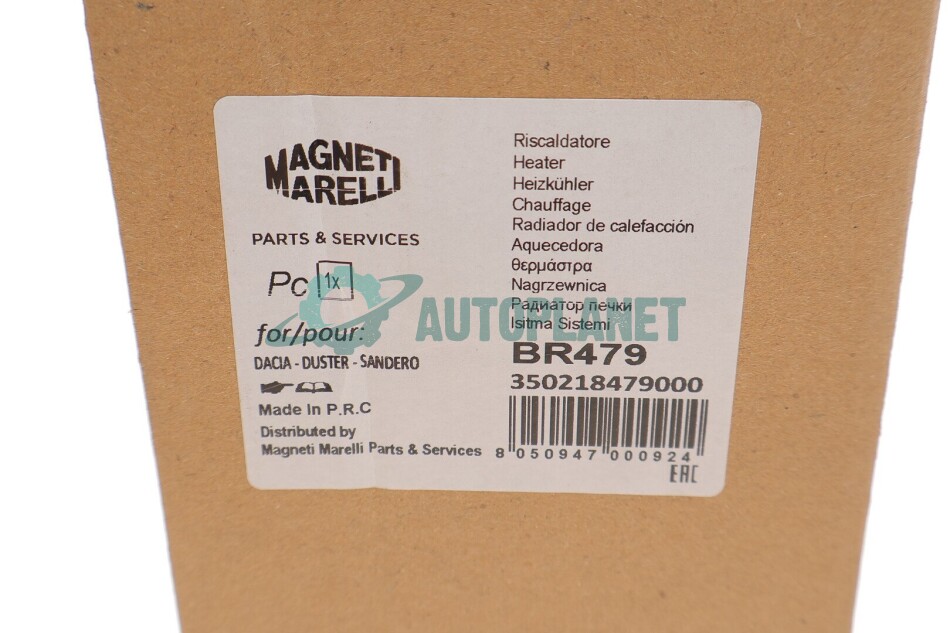 MAGNETI
MARELLI
PARTS & SERVICES
Pc 1x
for/pour:
DACIA - DUSTER - SANDERO
Made In P.R.C
Distributed by
Magneti Marelli Parts & Services
Riscaldatore
Heater
Heizkühler
Chauffage
Radiador de calefacción
Aquecedora
θερμάστρα
Nagrzewnica
Радиатор печки
Isitma Sistemi
BR479
350218479000
8 050947 000924
EAC
AUTOPLANET